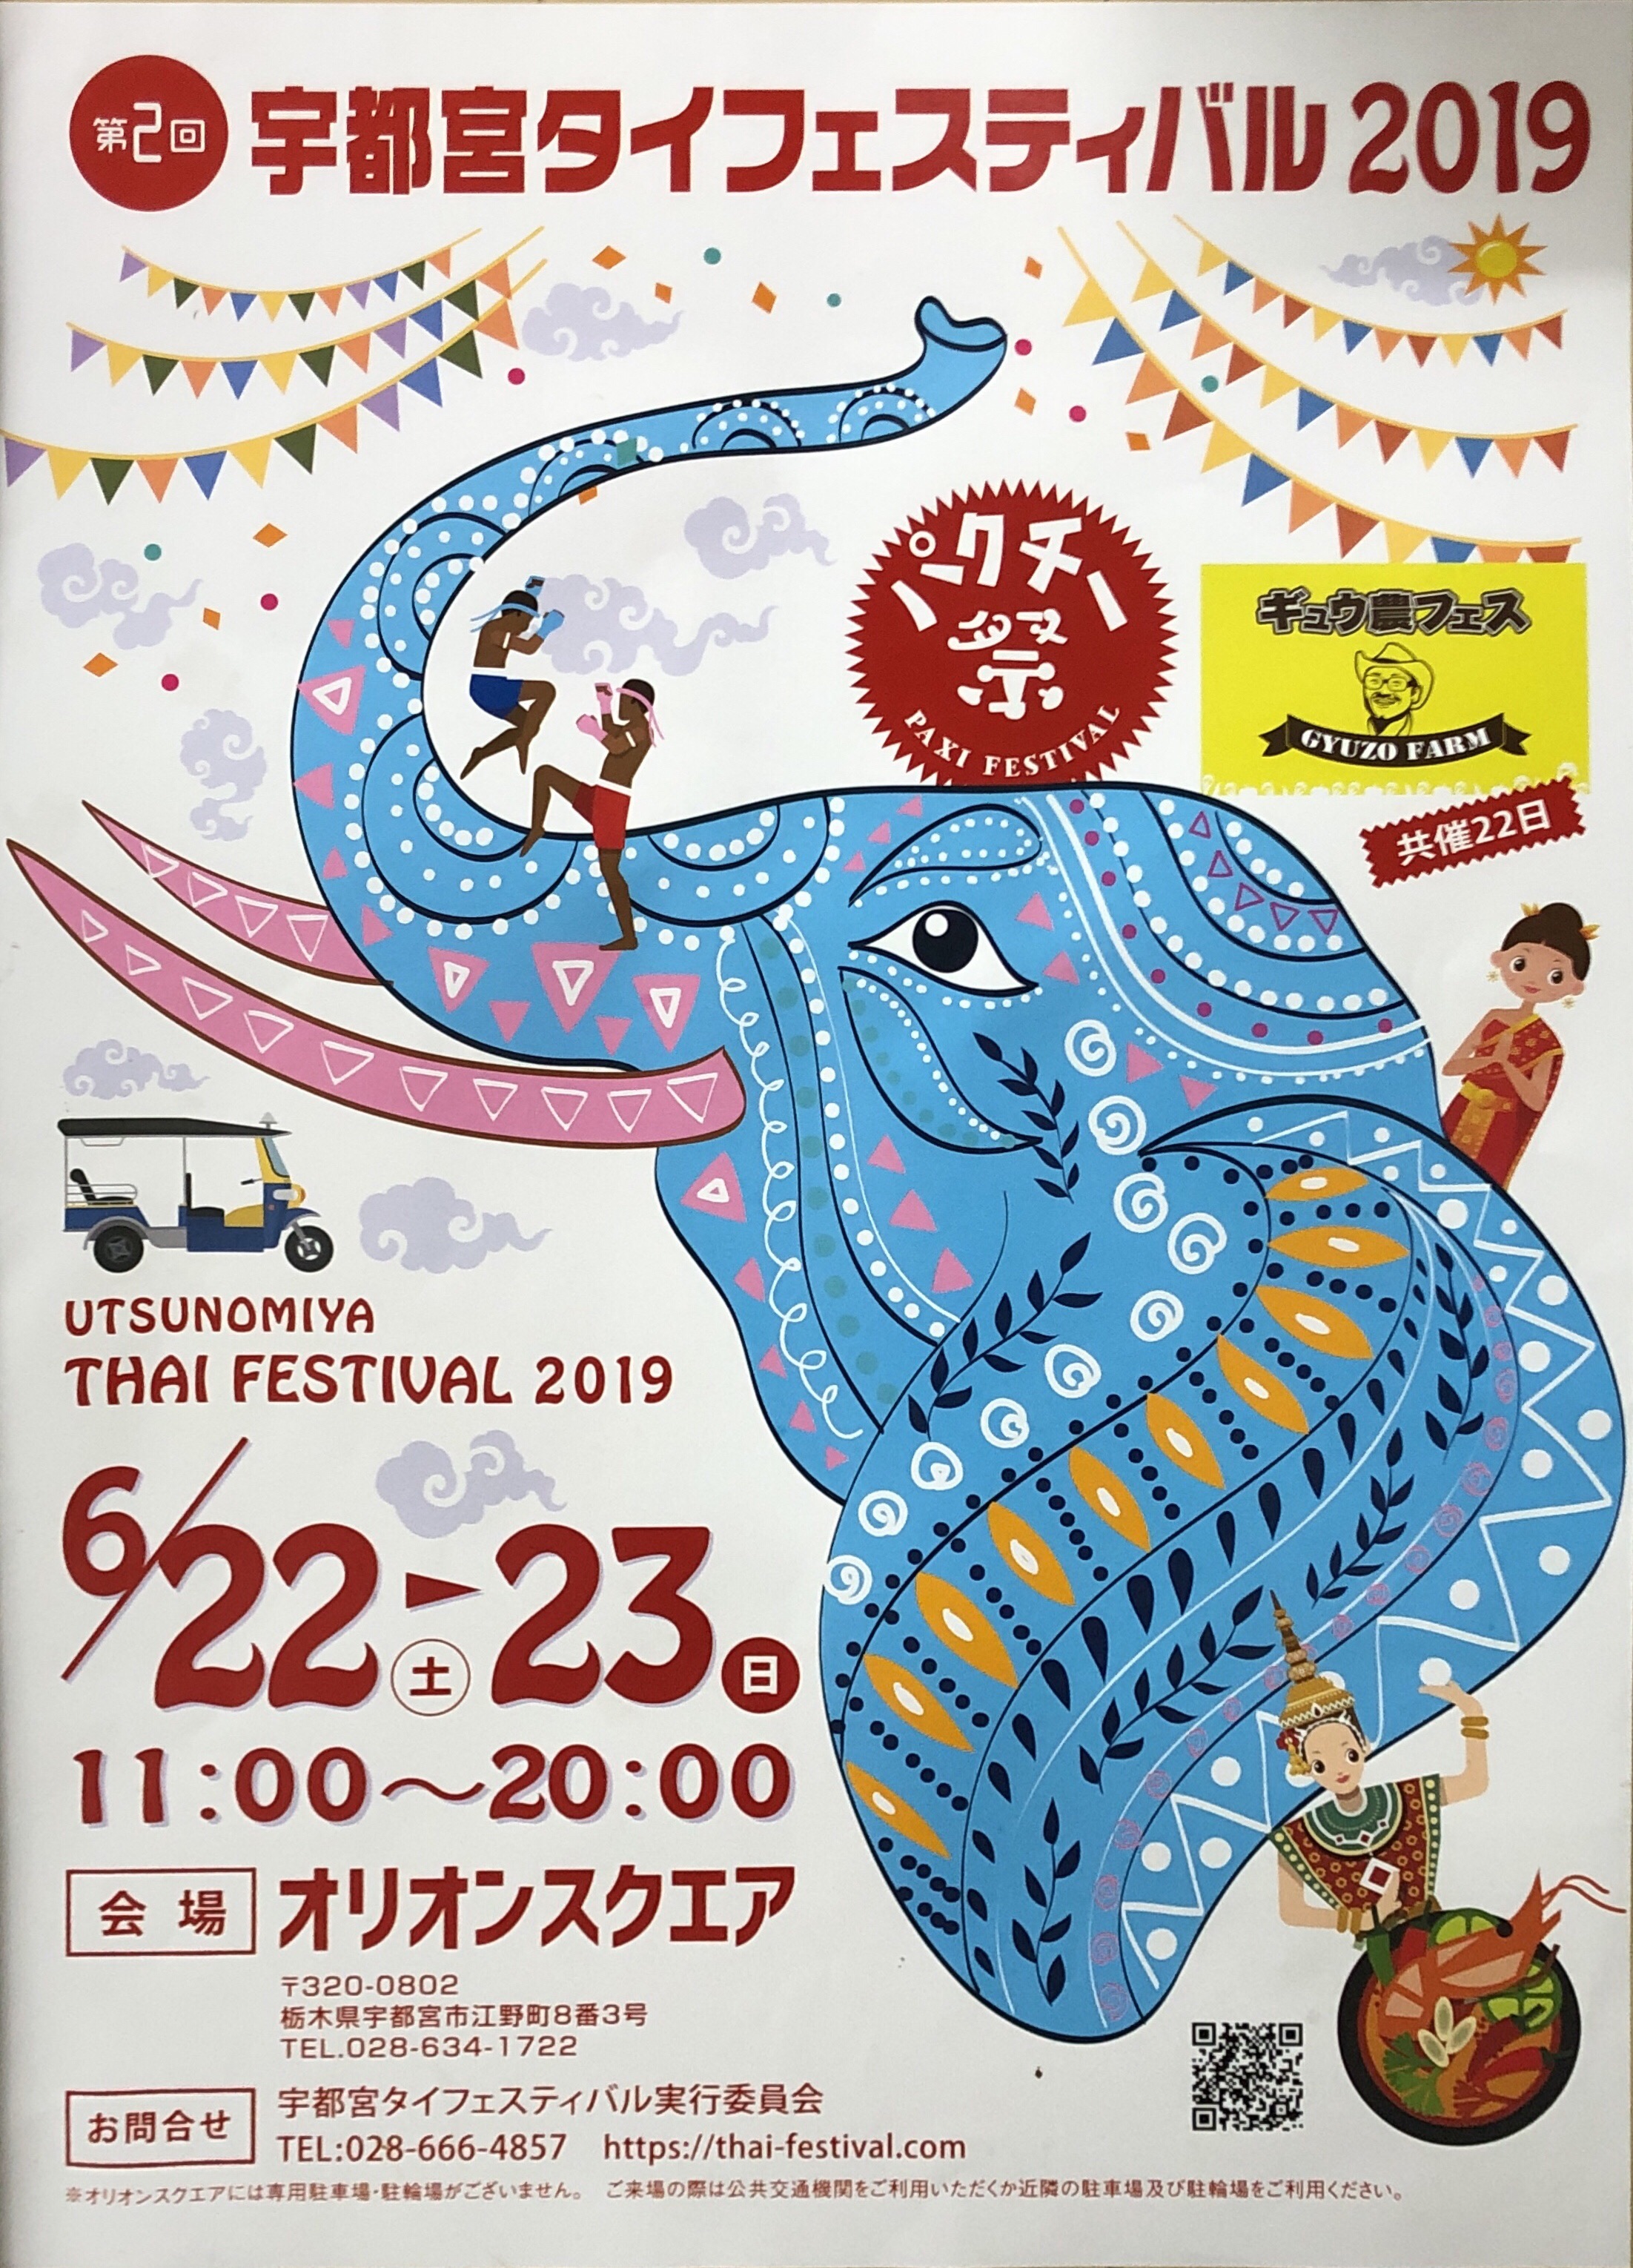 第2回
宇都宮タイフェスティバル 2019
パクチー
祭
PAXI FESTIVAL
ギュウ農フェス
GYUZO FARM
共催22日
UTSUNOMIYA
THAI FESTIVAL 2019
6/22土▶23日
11:00～20:00
会場 オリオンスクエア
〒320-0802
栃木県宇都宮市江野町8番3号
TEL.028-634-1722
お問合せ 宇都宮タイフェスティバル実行委員会
TEL:028-666-4857 https://thai-festival.com
※オリオンスクエアには専用駐車場・駐輪場がございません。 ご来場の際は公共交通機関をご利用いただくか近隣の駐車場及び駐輪場をご利用ください。